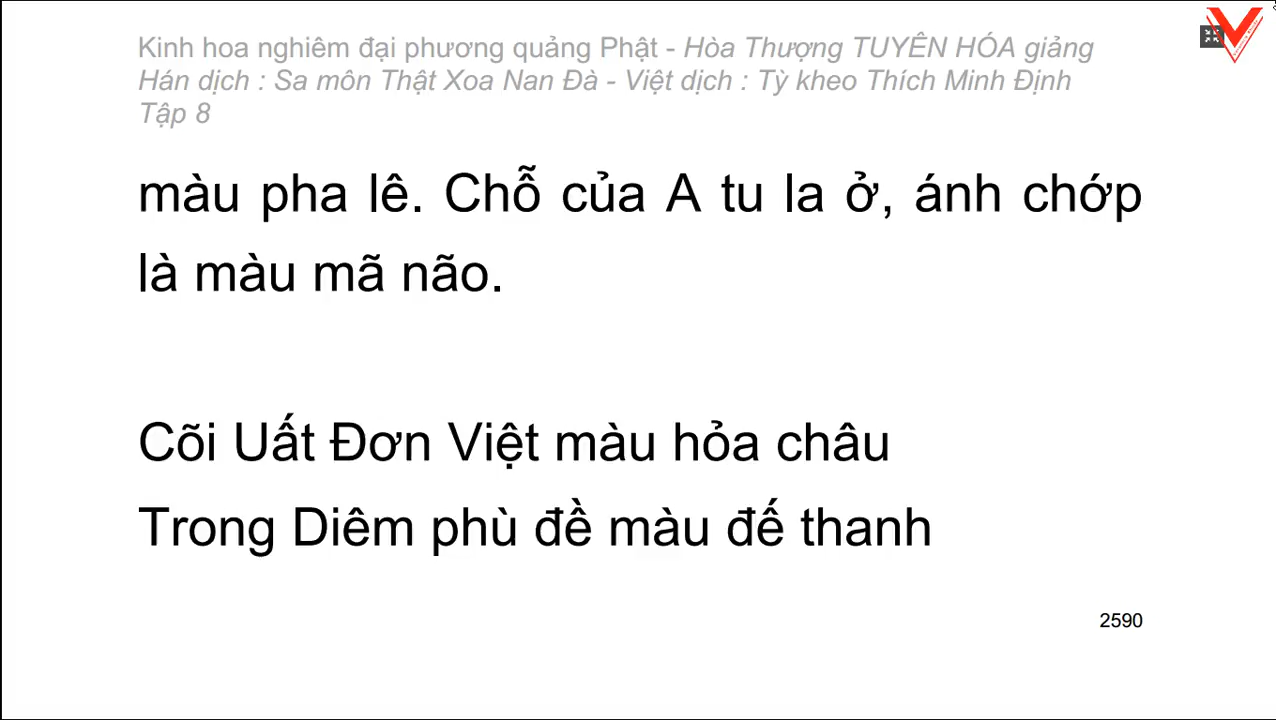 Kinh hoa nghiêm đại phương quảng Phật - Hòa Thượng TUYÊN HÓA giảng
Hán dịch : Sa môn Thật Xoa Nan Đà - Việt dịch : Tỳ kheo Thích Minh Định
Tập 8
màu pha lê. Chỗ của A tu la ở, ánh chớp
là màu mã não.
Cõi Uất Đơn Việt màu hỏa châu
Trong Diêm phù đề màu đế thanh
2590